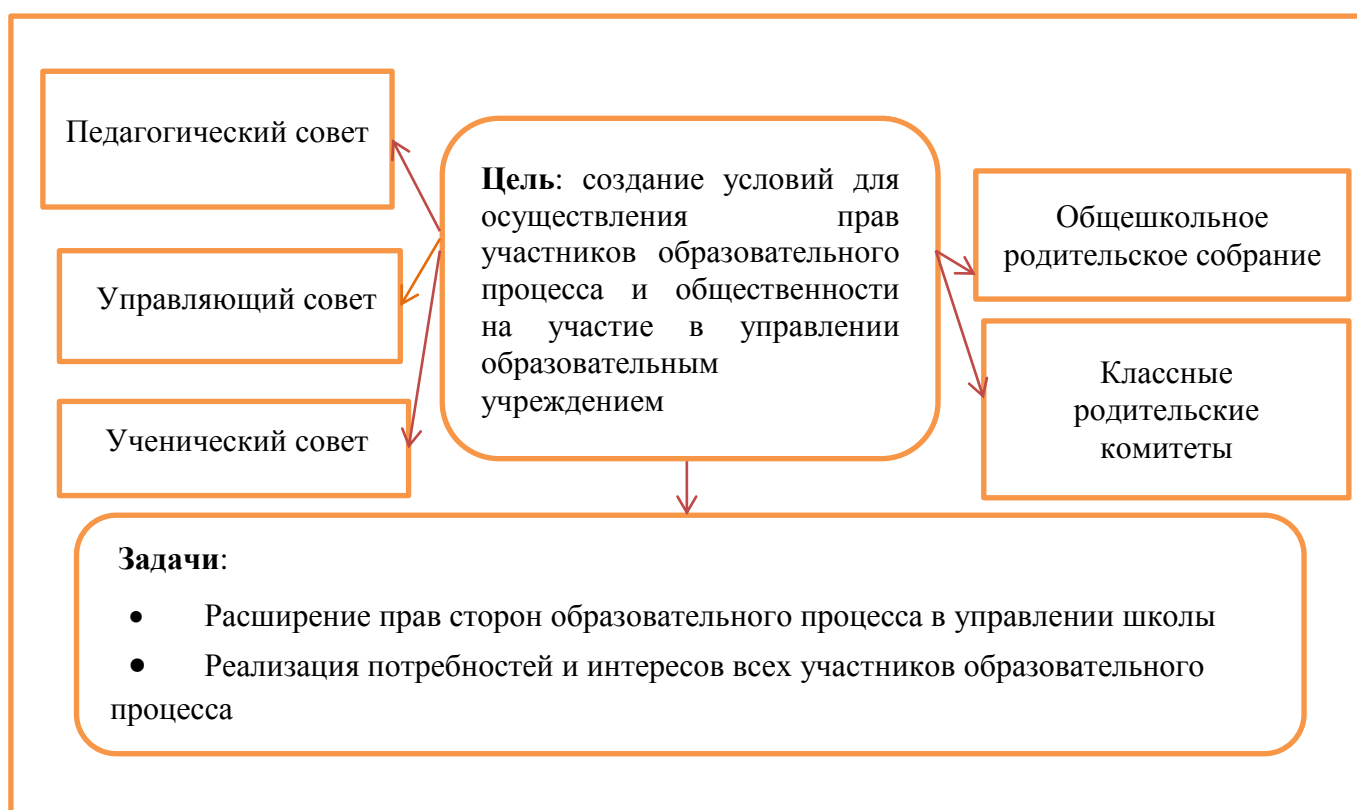 Педагогический совет
Управляющий совет
Ученический совет
Цель: создание условий для
осуществления прав
участников образовательного
процесса и общественности
на участие в управлении
образовательным
учреждением
Общешкольное
родительское собрание
Классные
родительские
комитеты
Задачи:
• Расширение прав сторон образовательного процесса в управлении школы
• Реализация потребностей и интересов всех участников образовательного
процесса